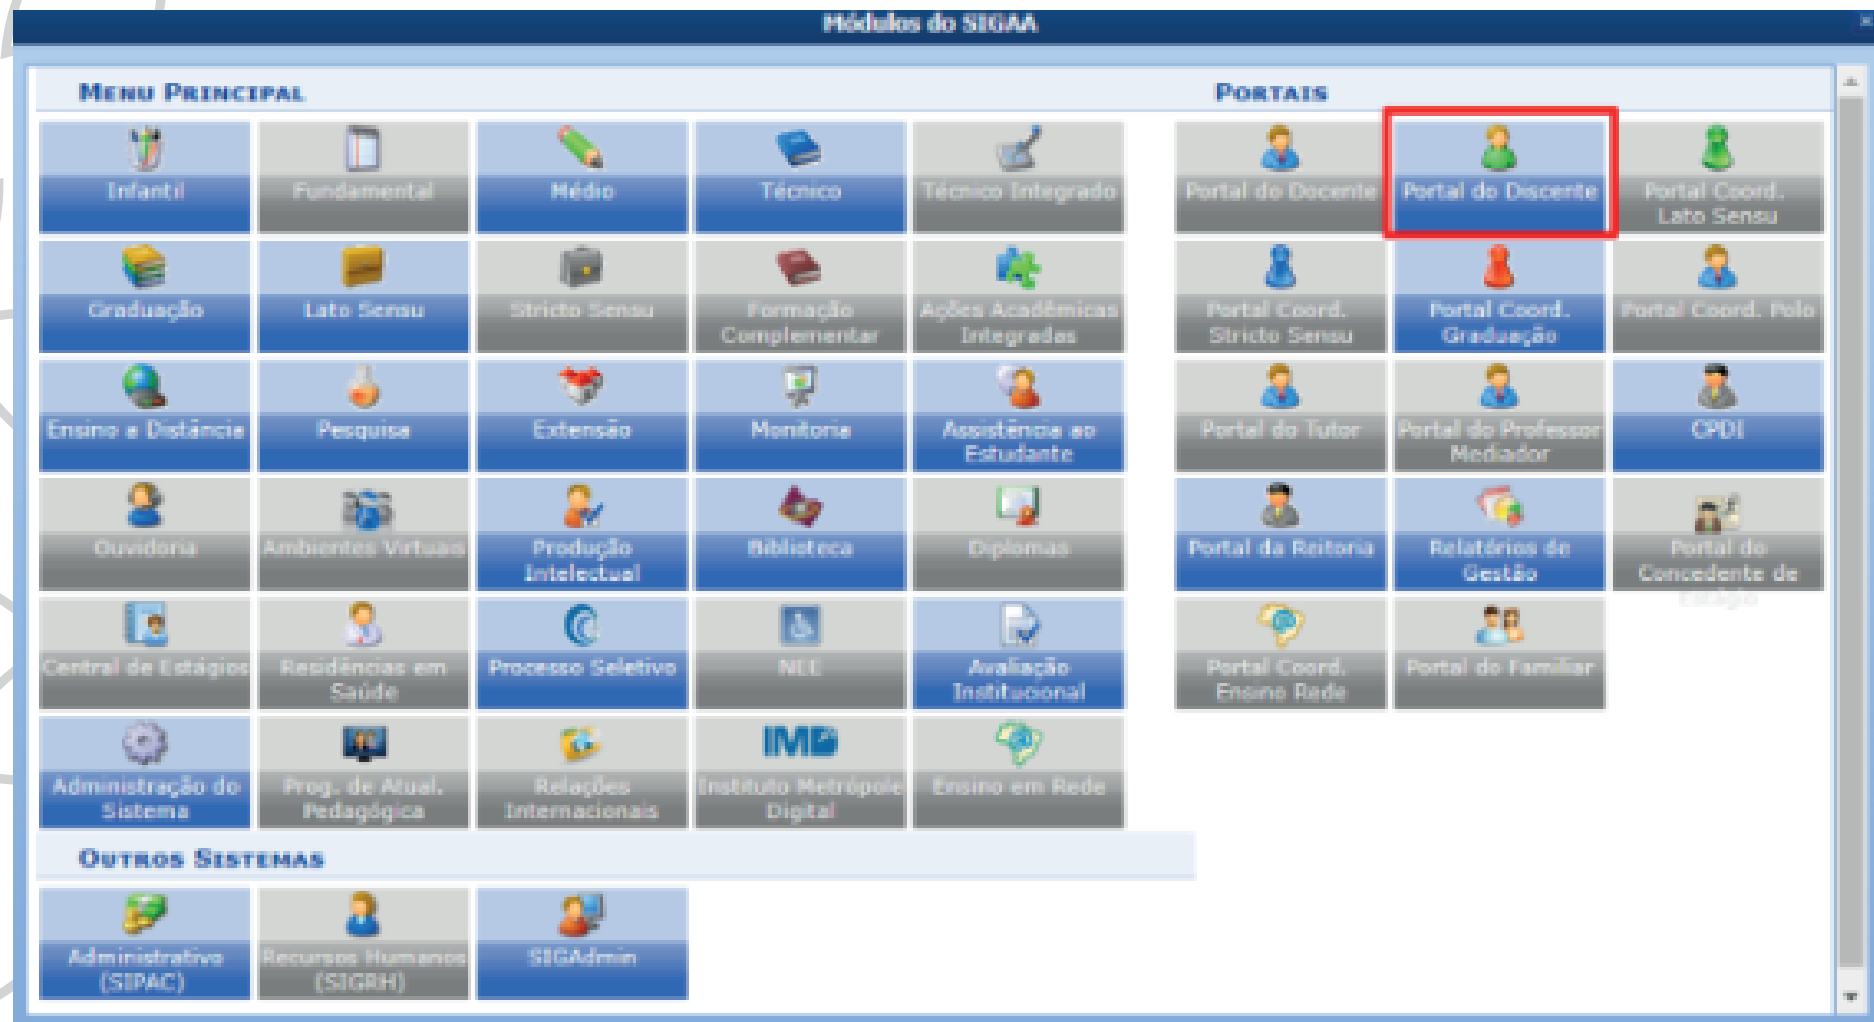 Módulos do SIGAA
MENU PRINCIPAL
PORTAIS
Infantil
Fundamental
Médio
Técnico
Técnico Integrado
Portal do Docente
Portal do Discente
Portal Coord.
Lato Sensu
Graduação
Lato Sensu
Stricto Sensu
Formação
Complementar
Ações Acadêmicas
Integradas
Portal Coord.
Stricto Sensu
Portal Coord.
Graduação
Portal Coord. Polo
Ensino a Distância
Pesquisa
Extensão
Monitoria
Assistência ao
Estudante
Portal do Tutor
Portal do Professor
Mediador
CPDI
Ouvidoria
Ambientes Virtuais
Produção
Intelectual
Biblioteca
Diplomas
Portal da Reitoria
Relatórios de
Gestão
Portal do
Concedente de
Estágio
Central de Estágios
Residências em
Saúde
Processo Seletivo
NEE
Avaliação
Institucional
Portal Coord.
Ensino Rede
Portal do Familiar
Administração do
Sistema
Prog. de Atual.
Pedagógica
Relações
Internacionais
IMD
Instituto Metrópole
Digital
Ensino em Rede
OUTROS SISTEMAS
Administrativo
(SIPAC)
Recursos Humanos
(SIGRH)
SIGAdmin